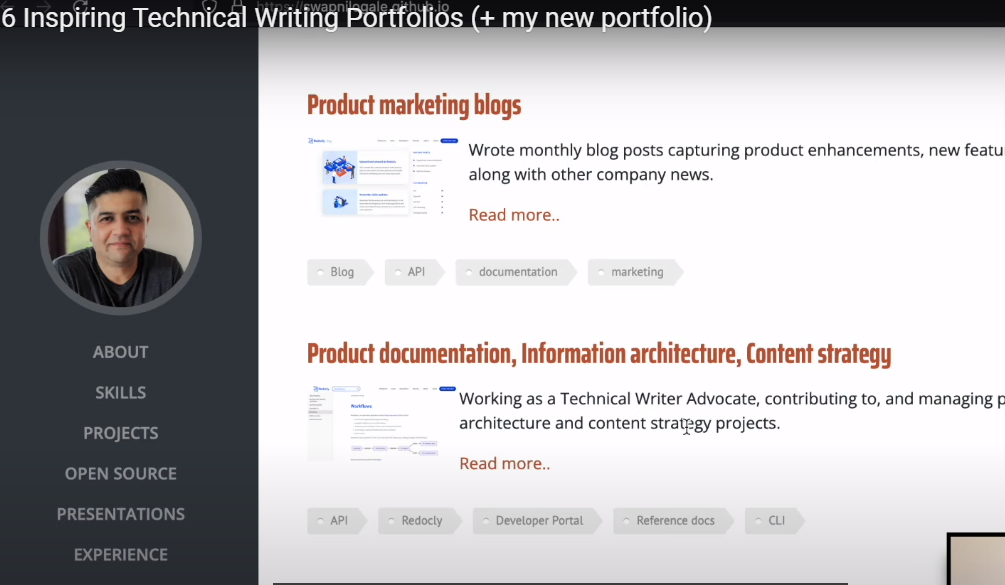 https://swapnilogale.github.io
6 Inspiring Technical Writing Portfolios (+ my new portfolio)
Product marketing blogs
Wrote monthly blog posts capturing product enhancements, new featu
along with other company news.
Read more..
Blog
API
documentation
marketing
ABOUT
SKILLS
PROJECTS
OPEN SOURCE
PRESENTATIONS
EXPERIENCE
Product documentation, Information architecture, Content strategy
Redocly
Workflows
Working as a Technical Writer Advocate, contributing to, and managing p
architecture and content strategy projects.
Read more..
API
Redocly
Developer Portal
Reference docs
CLI